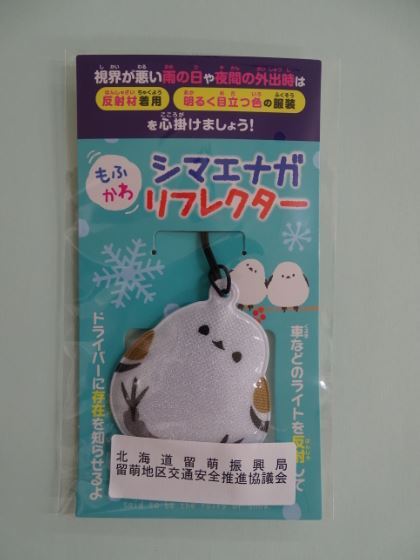 視界が悪い雨の日や夜間の外出時は
反射材着用 明るく目立つ色の服装
を心掛けましょう!
もふかわ
シマエナガ
リフレクター
車などのライトを反射して
ドライバーに存在を知らせるよ
北海道留萌振興局
留萌地区交通安全推進協議会